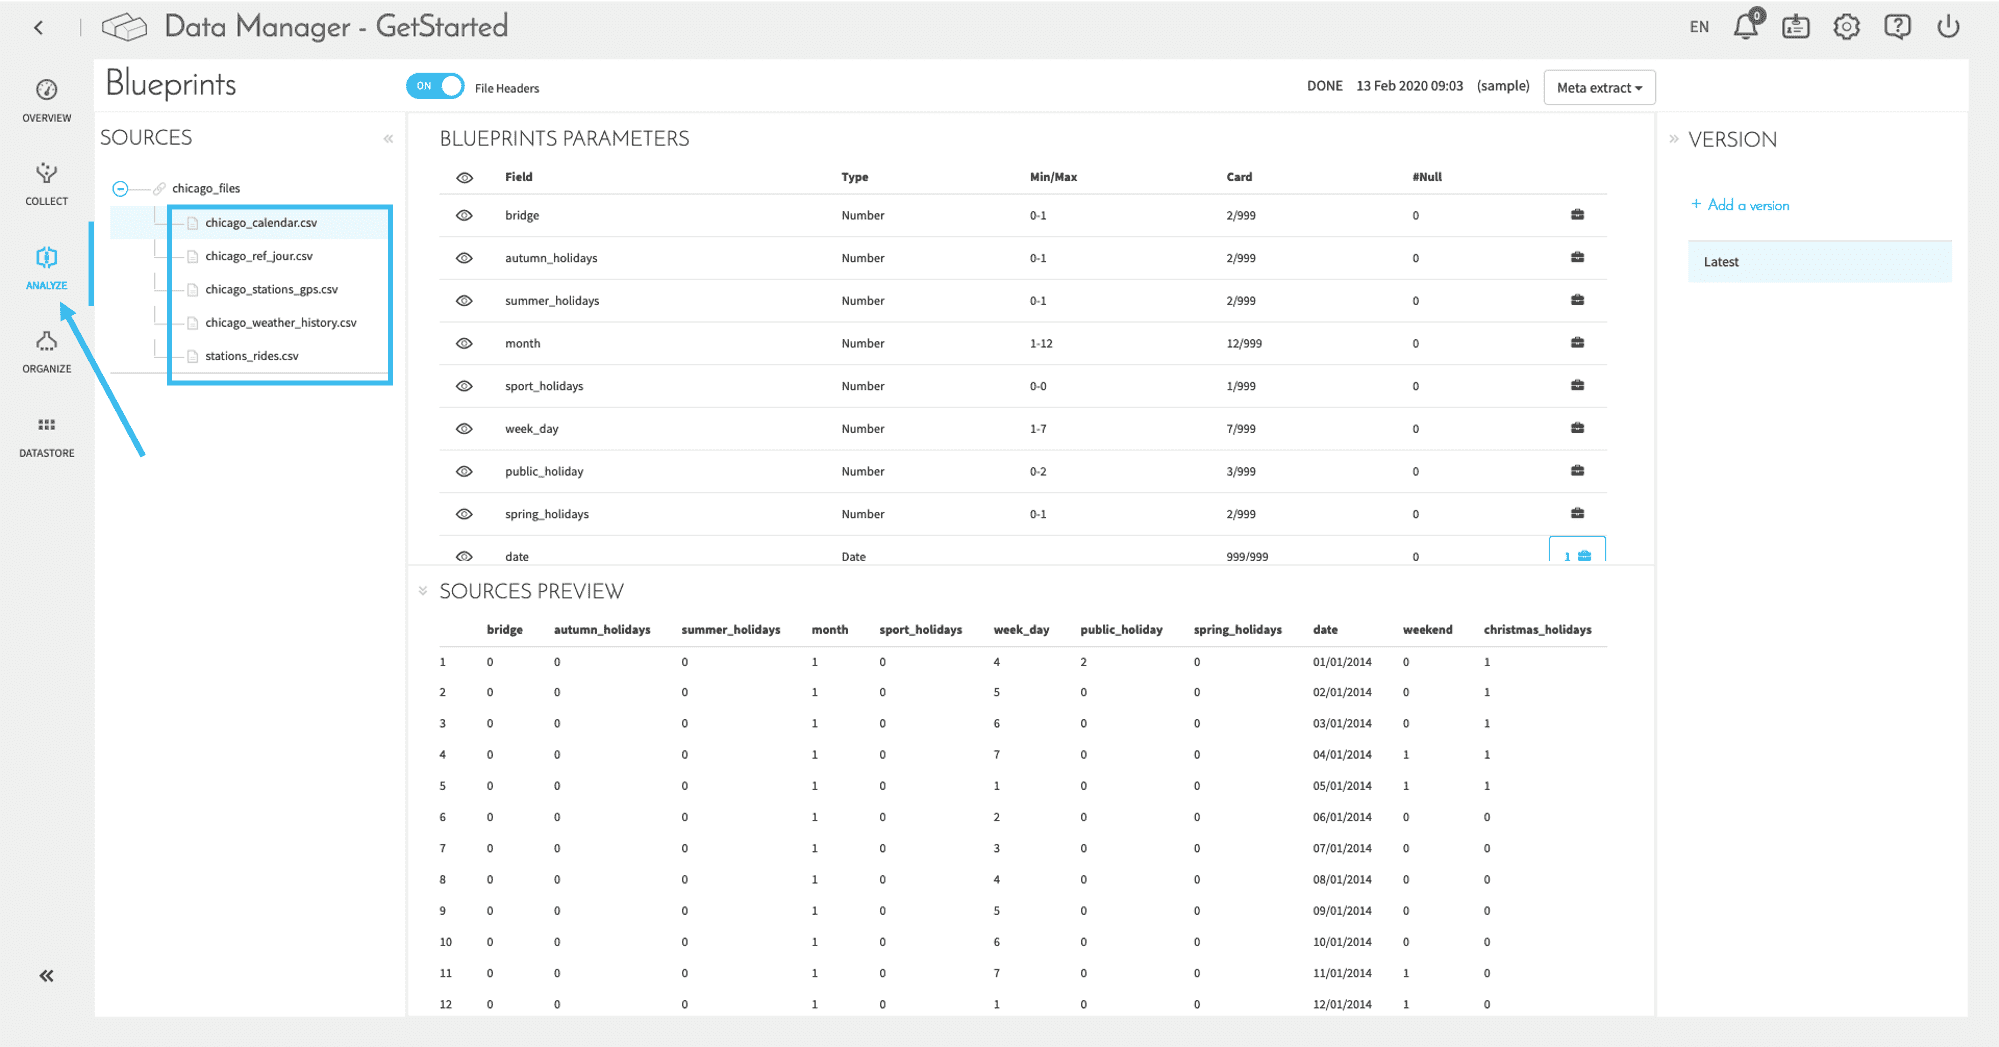 Data Manager - GetStarted
EN
0
OVERVIEW
COLLECT
ANALYZE
ORGANIZE
DATASTORE
Blueprints
ON
File Headers
DONE 13 Feb 2020 09:03 (sample)
Meta extract
SOURCES
chicago_files
chicago_calendar.csv
chicago_ref_jour.csv
chicago_stations_gps.csv
chicago_weather_history.csv
stations_rides.csv
BLUEPRINTS PARAMETERS
Field Type Min/Max Card #Null
bridge Number 0-1 2/999 0
autumn_holidays Number 0-1 2/999 0
summer_holidays Number 0-1 2/999 0
month Number 1-12 12/999 0
sport_holidays Number 0-0 1/999 0
week_day Number 1-7 7/999 0
public_holiday Number 0-2 3/999 0
spring_holidays Number 0-1 2/999 0
date Date 999/999 0 1
SOURCES PREVIEW
bridge autumn_holidays summer_holidays month sport_holidays week_day public_holiday spring_holidays date weekend christmas_holidays
1 0 0 0 1 0 4 2 0 01/01/2014 0 1
2 0 0 0 1 0 5 0 0 02/01/2014 0 1
3 0 0 0 1 0 6 0 0 03/01/2014 0 1
4 0 0 0 1 0 7 0 0 04/01/2014 1 1
5 0 0 0 1 0 1 0 0 05/01/2014 1 1
6 0 0 0 1 0 2 0 0 06/01/2014 0 0
7 0 0 0 1 0 3 0 0 07/01/2014 0 0
8 0 0 0 1 0 4 0 0 08/01/2014 0 0
9 0 0 0 1 0 5 0 0 09/01/2014 0 0
10 0 0 0 1 0 6 0 0 10/01/2014 0 0
11 0 0 0 1 0 7 0 0 11/01/2014 1 0
12 0 0 0 1 0 1 0 0 12/01/2014 1 0
VERSION
+ Add a version
Latest